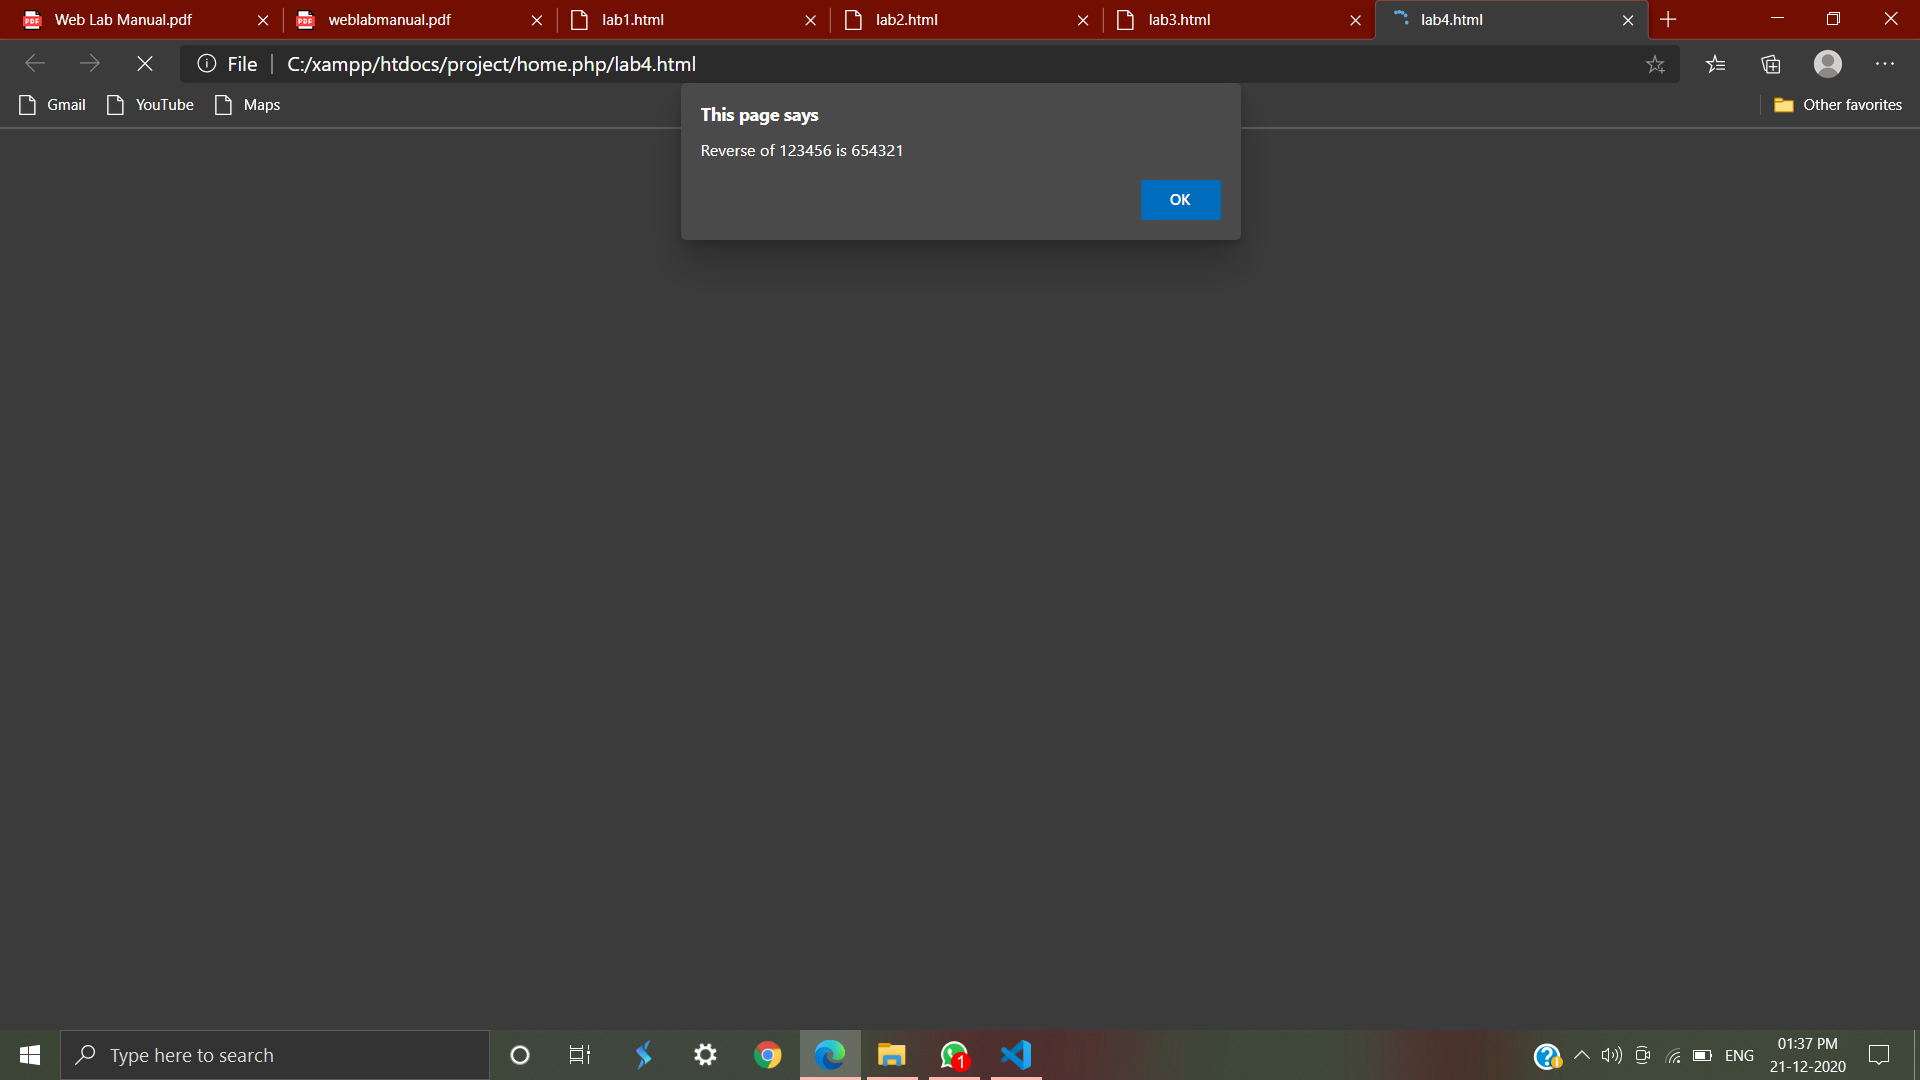 Web Lab Manual.pdf
weblabmanual.pdf
lab1.html
lab2.html
lab3.html
lab4.html
File
C:/xampp/htdocs/project/home.php/lab4.html
Gmail
YouTube
Maps
Other favorites
This page says
Reverse of 123456 is 654321
OK
Type here to search
1
ENG
01:37 PM
21-12-2020